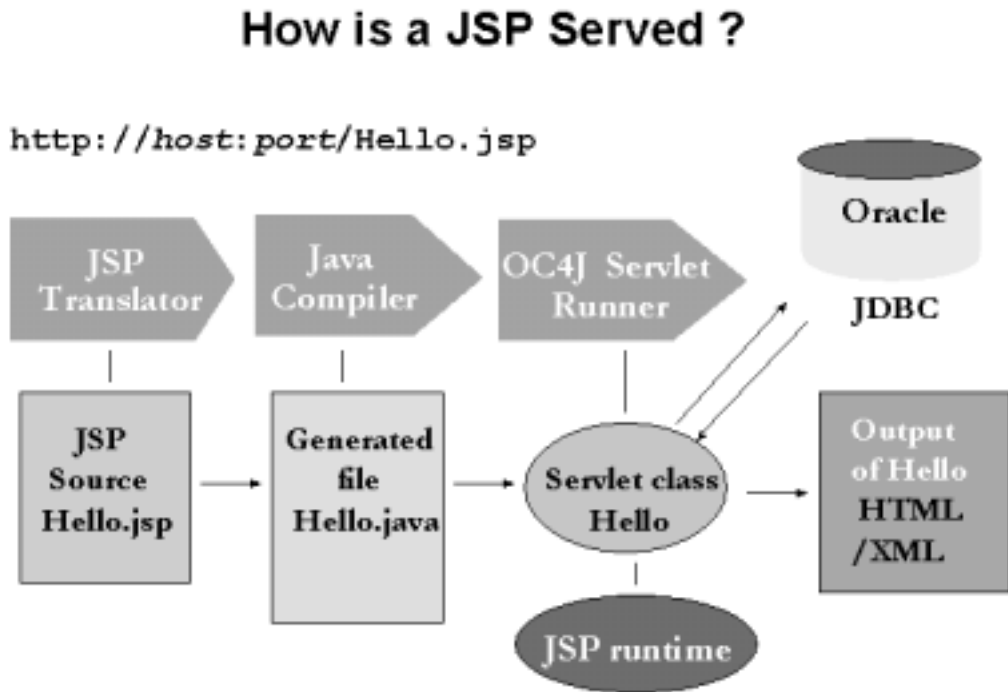 How is a JSP Served ?
http://host:port/Hello.jsp
JSP
Translator
Java
Compiler
OC4J Servlet
Runner
Oracle
JDBC
JSP
Source
Hello.jsp
Generated
file
Hello.java
Servlet class
Hello
Output
of Hello
HTML
/XML
JSP runtime